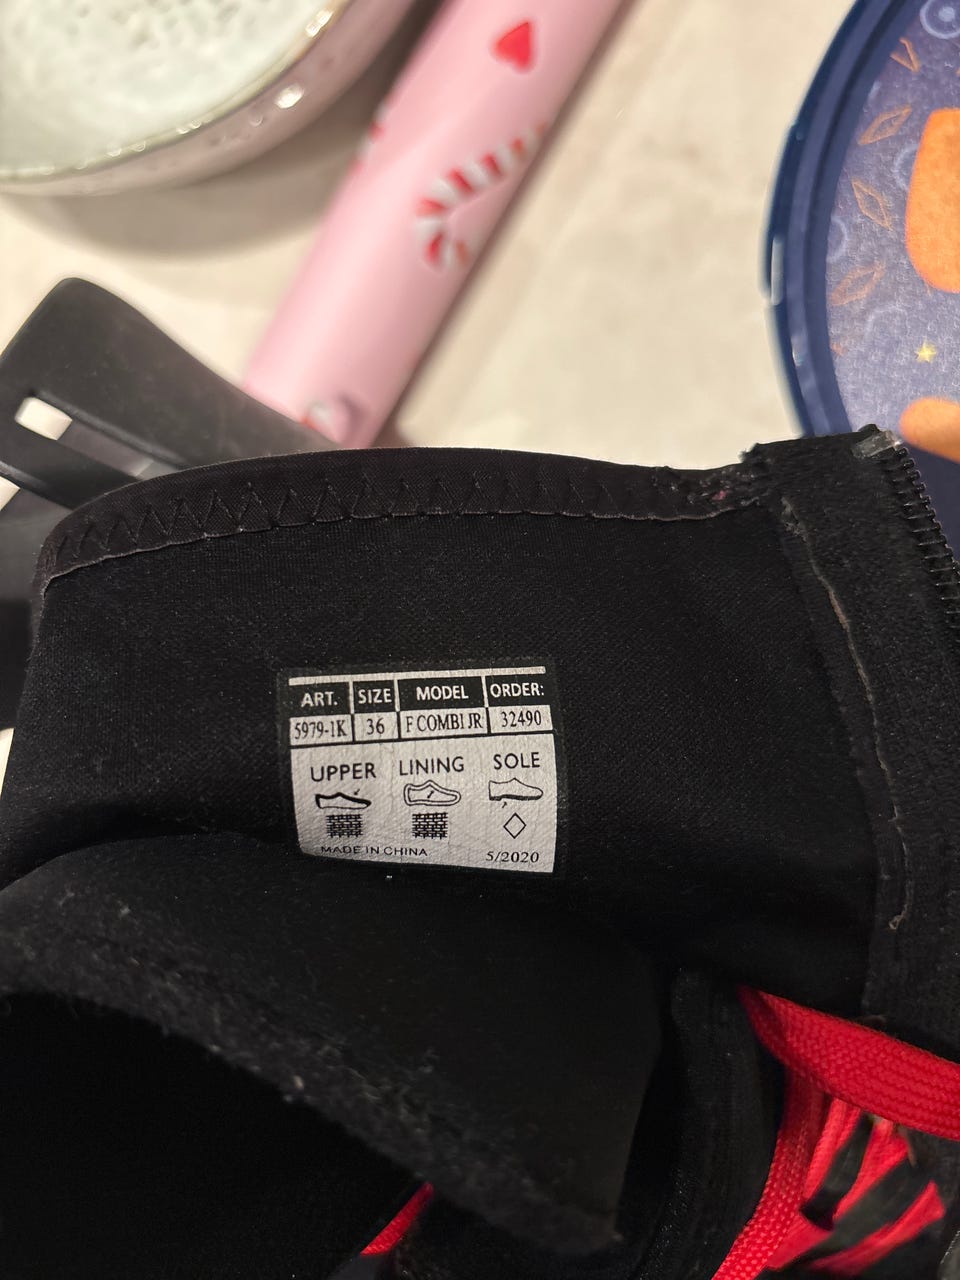 ART. SIZE MODEL ORDER:
5979-1K 36 F COMBI JR 32490
UPPER LINING SOLE
MADE IN CHINA 5/2020